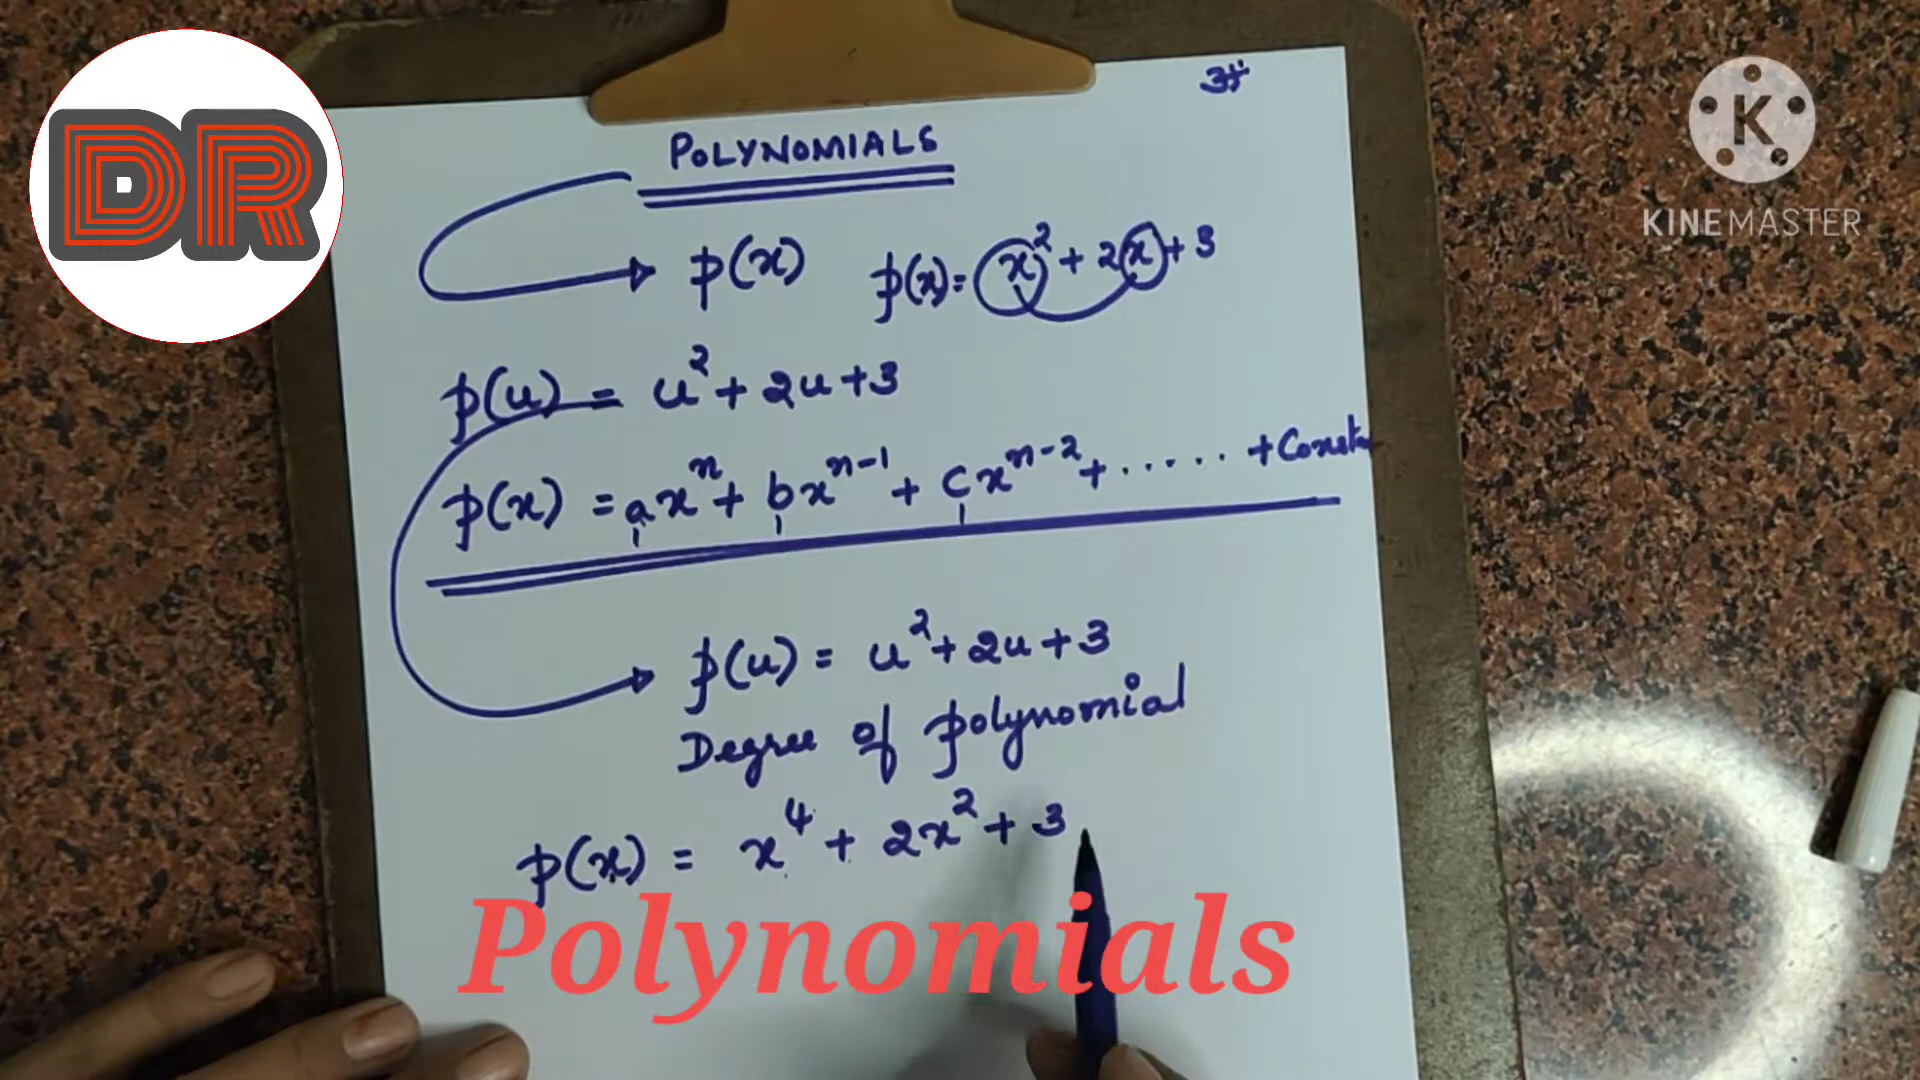 DR
POLYNOMIALS
p(x) p(x) = x² + 2x + 3
p(u) = u² + 2u + 3
p(x) = axⁿ + bxⁿ⁻¹ + cxⁿ⁻² + ..... + Const
p(u) = u² + 2u + 3
Degree of polynomial
p(x) = x⁴ + 2x² + 3
Polynomials
K
KINEMASTER